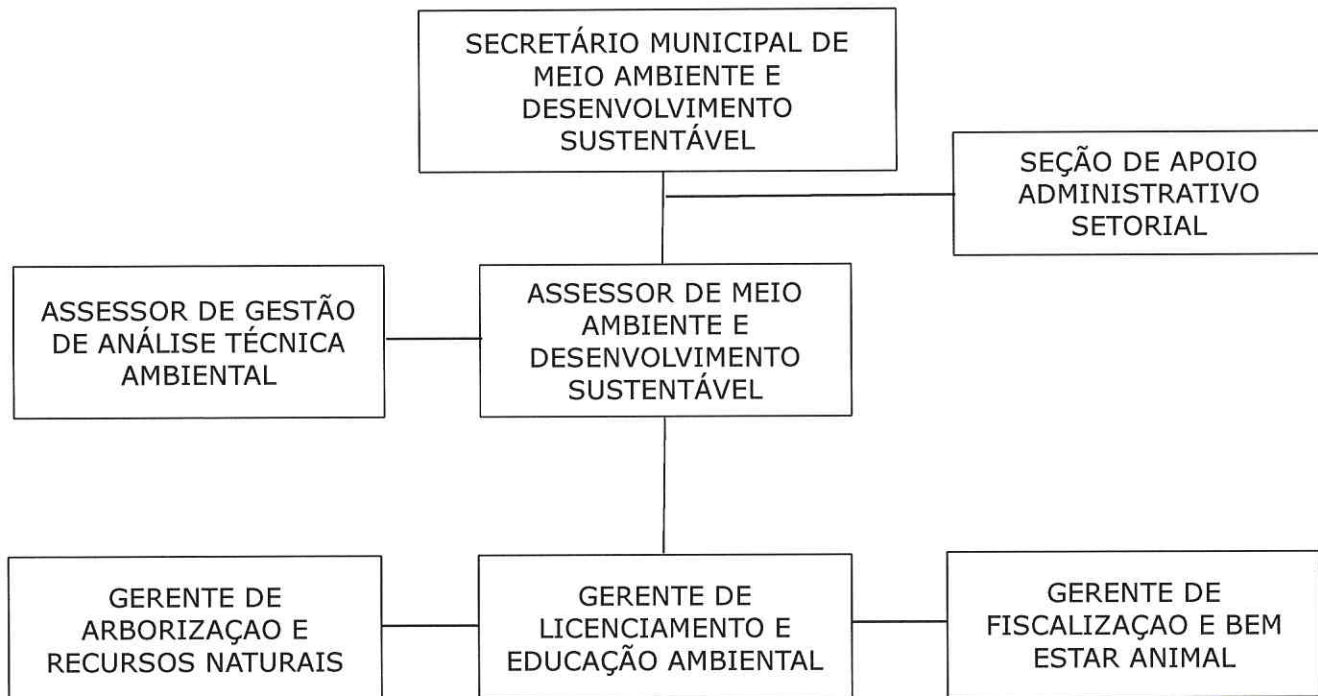 SECRETÁRIO MUNICIPAL DE
MEIO AMBIENTE E
DESENVOLVIMENTO
SUSTENTÁVEL
SEÇÃO DE APOIO
ADMINISTRATIVO
SETORIAL
ASSESSOR DE GESTÃO
DE ANÁLISE TÉCNICA
AMBIENTAL
ASSESSOR DE MEIO
AMBIENTE E
DESENVOLVIMENTO
SUSTENTÁVEL
GERENTE DE
ARBORIZAÇAO E
RECURSOS NATURAIS
GERENTE DE
LICENCIAMENTO E
EDUCAÇÃO AMBIENTAL
GERENTE DE
FISCALIZAÇAO E BEM
ESTAR ANIMAL